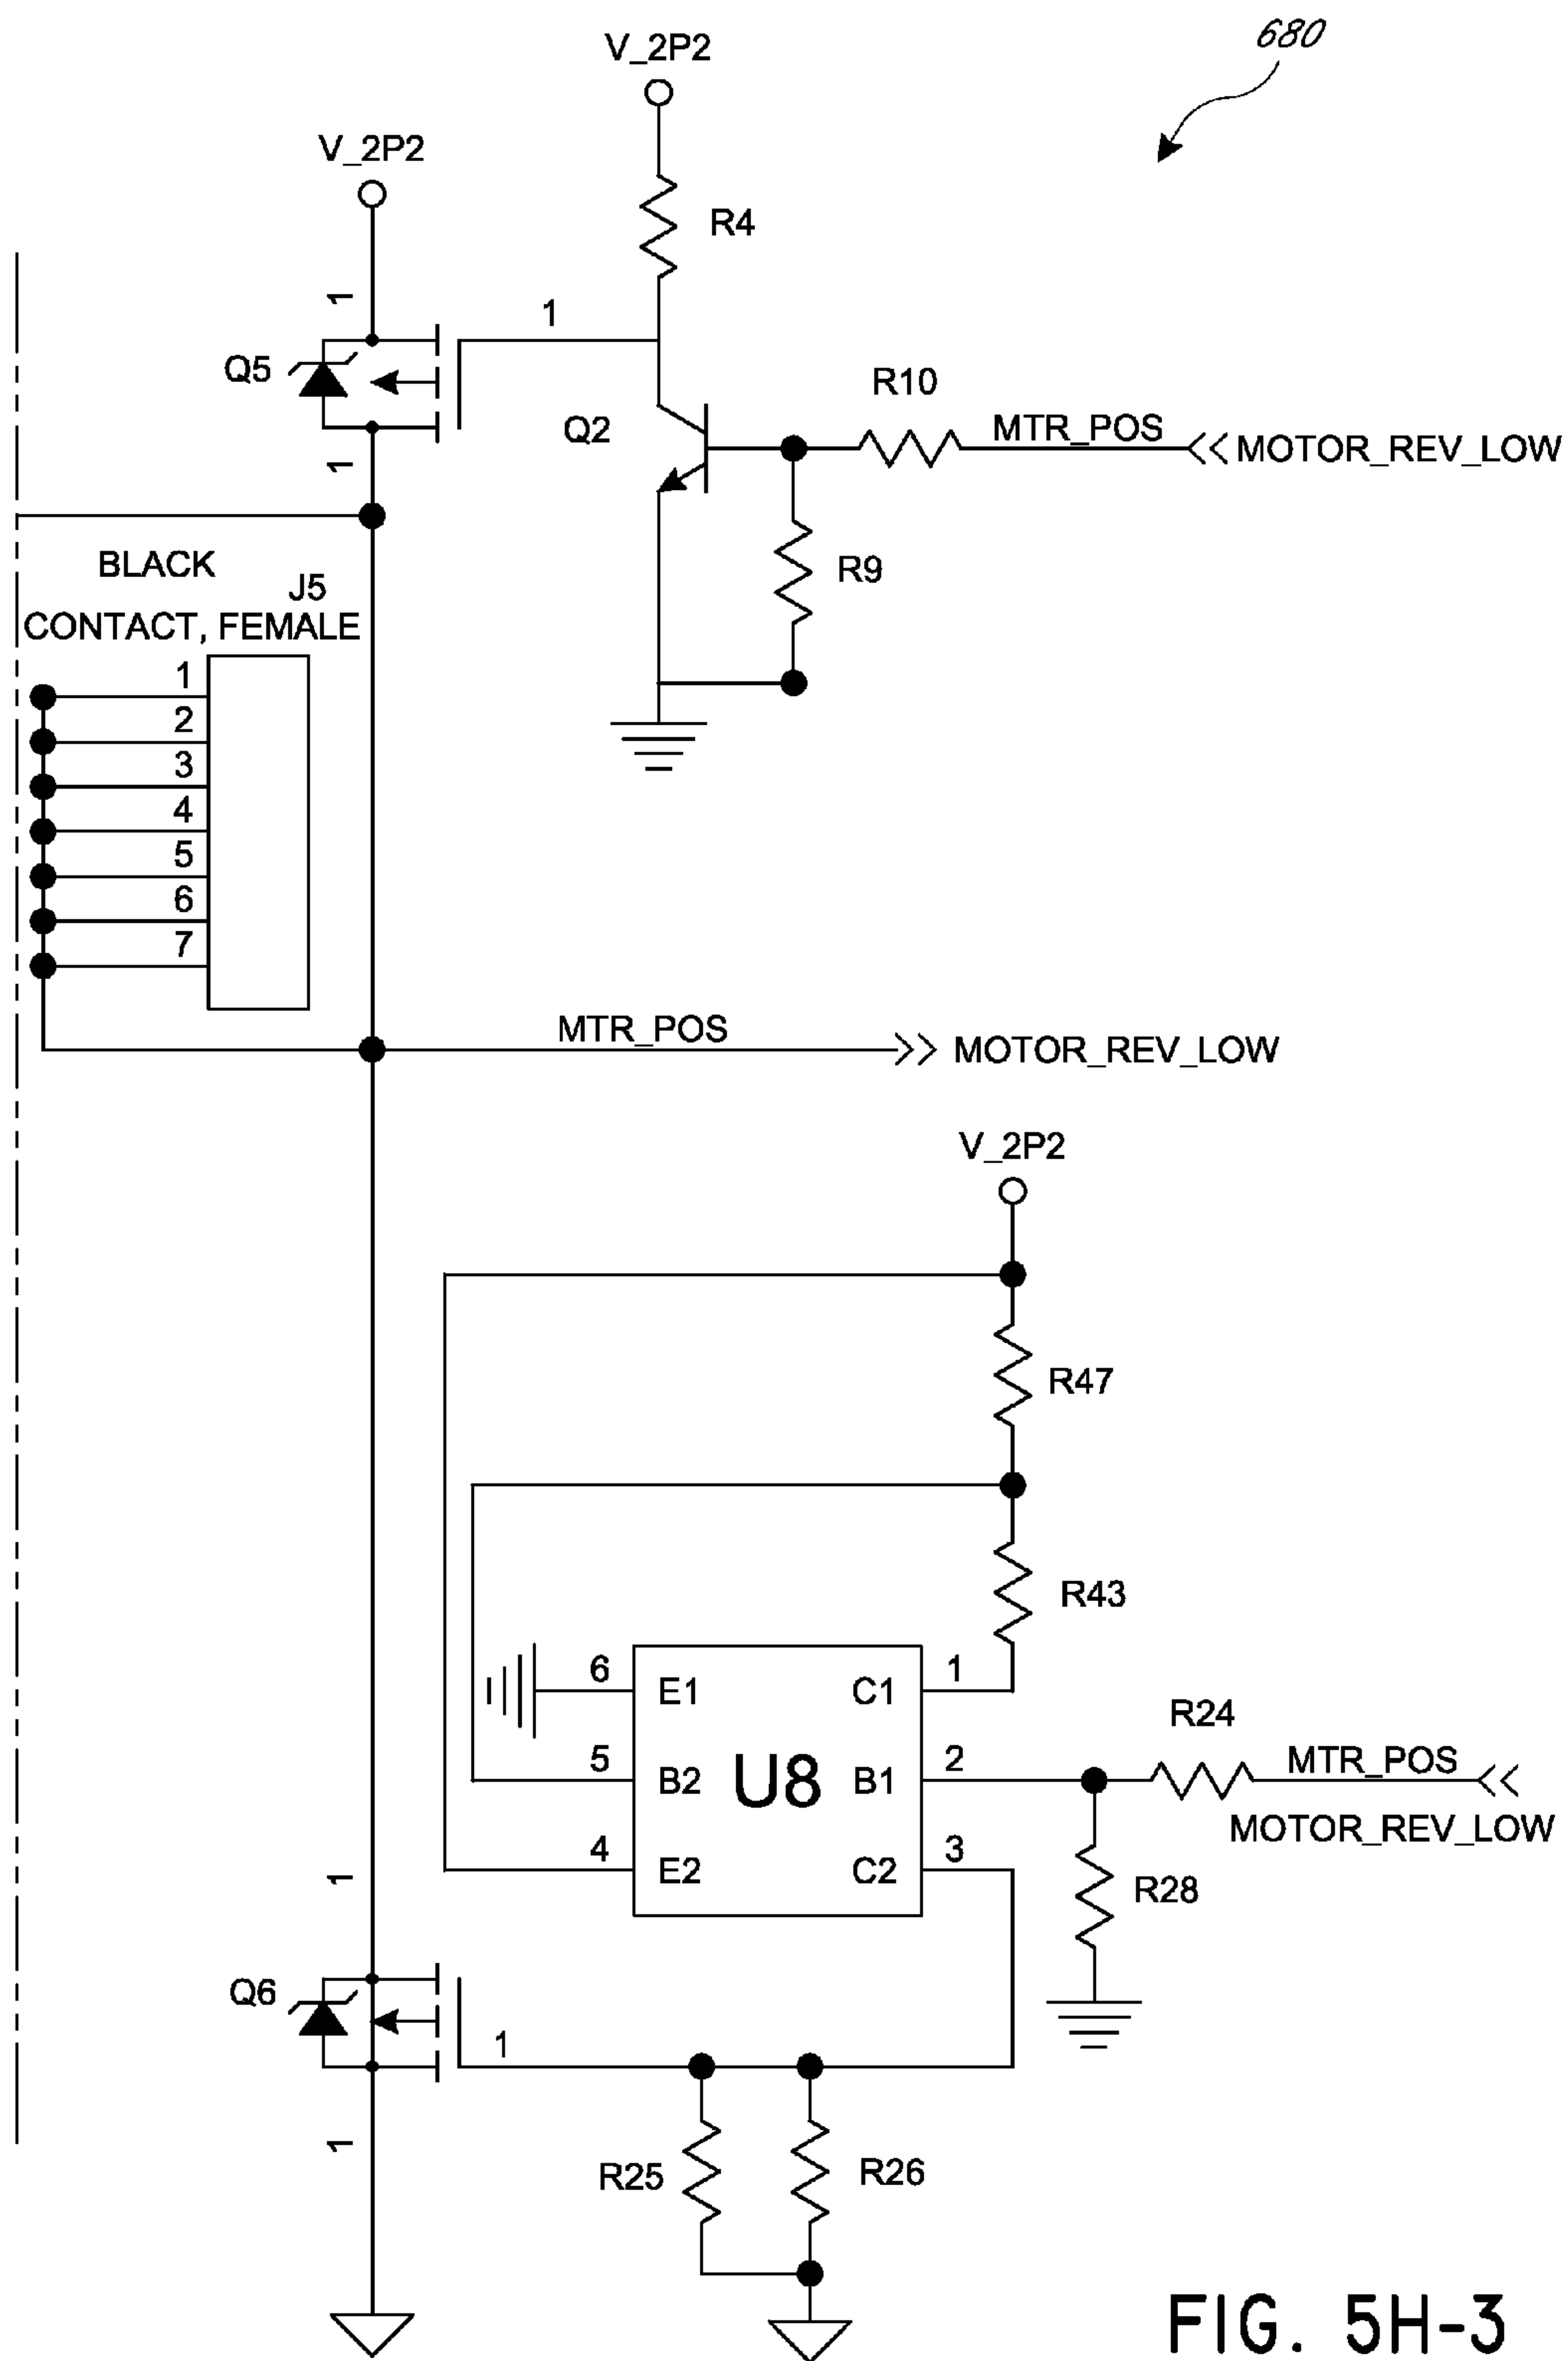 680
V_2P2
V_2P2
R4
1
1
Q5
R10
Q2
MTR_POS
MOTOR_REV_LOW
1
R9
BLACK
J5
CONTACT, FEMALE
1
2
3
4
5
6
7
MTR_POS
MOTOR_REV_LOW
V_2P2
R47
R43
6
E1
C1
1
R24
5
B2
U8
B1
2
MTR_POS
MOTOR_REV_LOW
4
E2
C2
3
1
R28
Q6
1
R25
R26
1
FIG. 5H-3